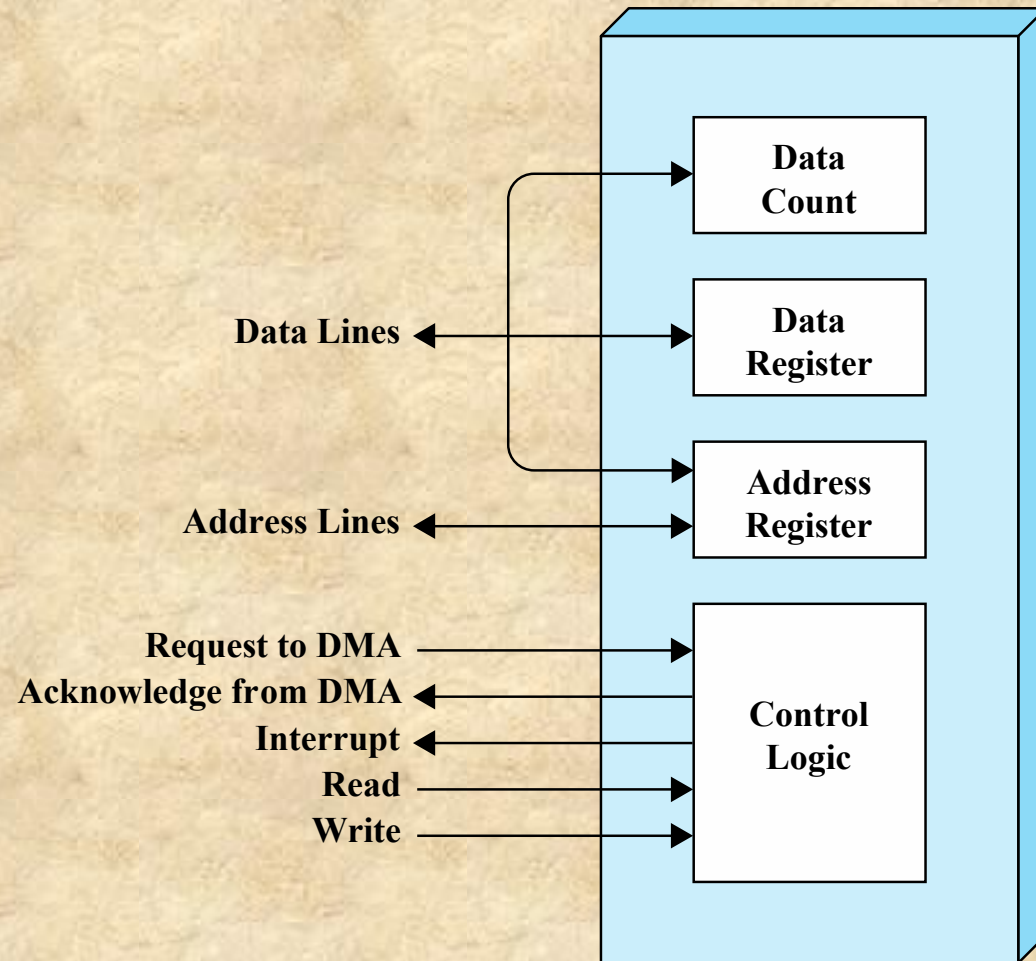 Data
Count
Data Lines
Data
Register
Address
Register
Address Lines
Request to DMA
Acknowledge from DMA
Interrupt
Read
Write
Control
Logic